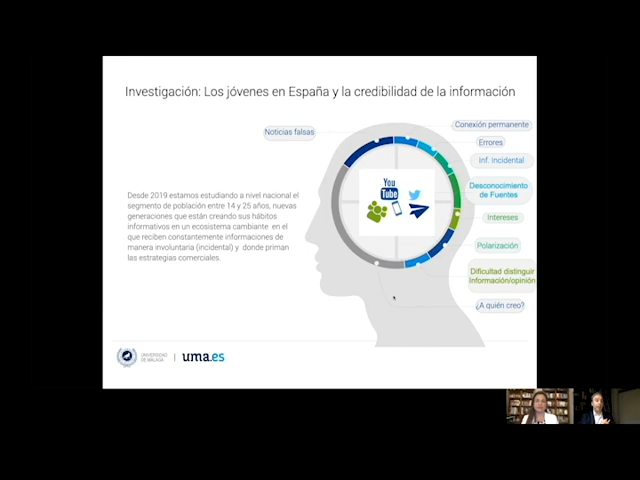 Investigación: Los jóvenes en España y la credibilidad de la información
Noticias falsas
Conexión permanente
Errores
Inf. Incidental
Desconocimiento
de Fuentes
Intereses
Polarización
Dificultad distinguir
Información/opinión
¿A quién creo?
You
Tube
Desde 2019 estamos estudiando a nivel nacional el
segmento de población entre 14 y 25 años, nuevas
generaciones que están creando sus hábitos
informativos en un ecosistema cambiante en el
que reciben constantemente informaciones de
manera involuntaria (incidental) y donde priman
las estrategias comerciales.
UNIVERSIDAD
DE MÁLAGA
uma.es